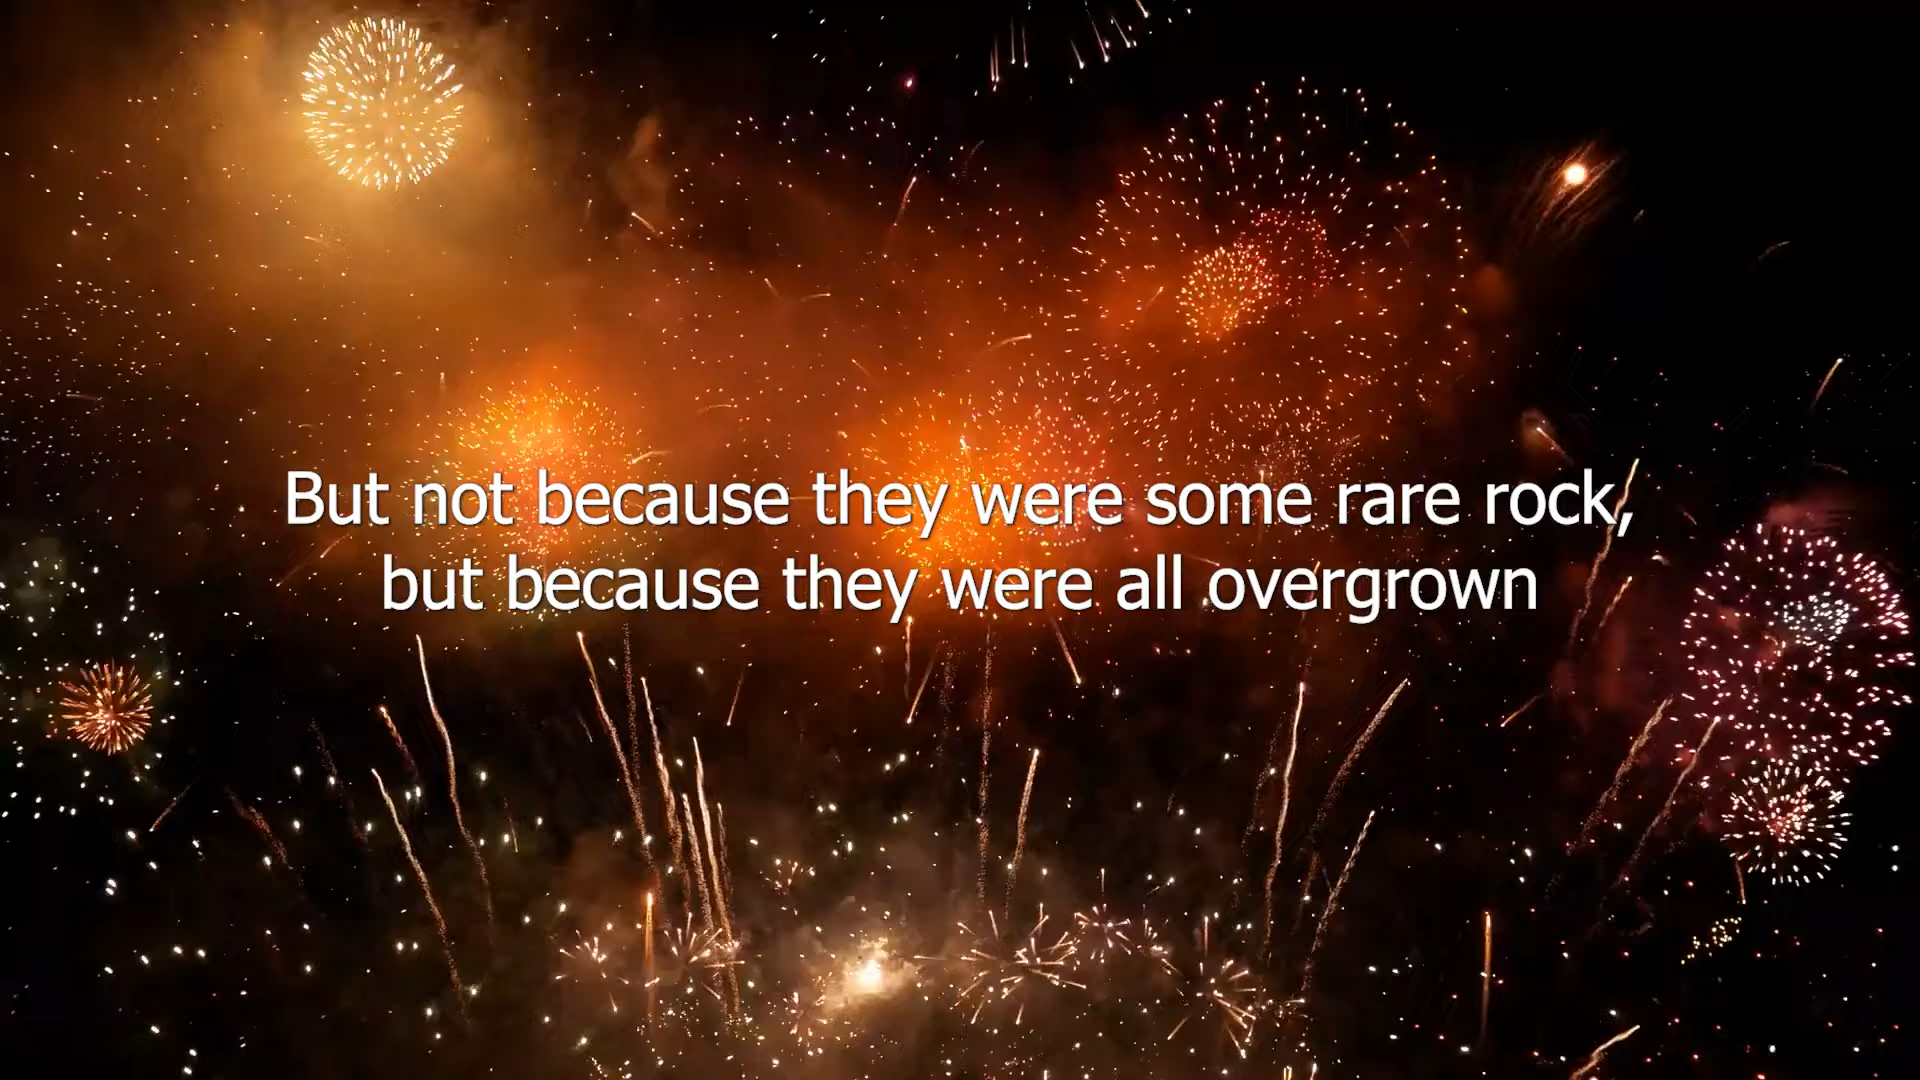 But not because they were some rare rock,
but because they were all overgrown